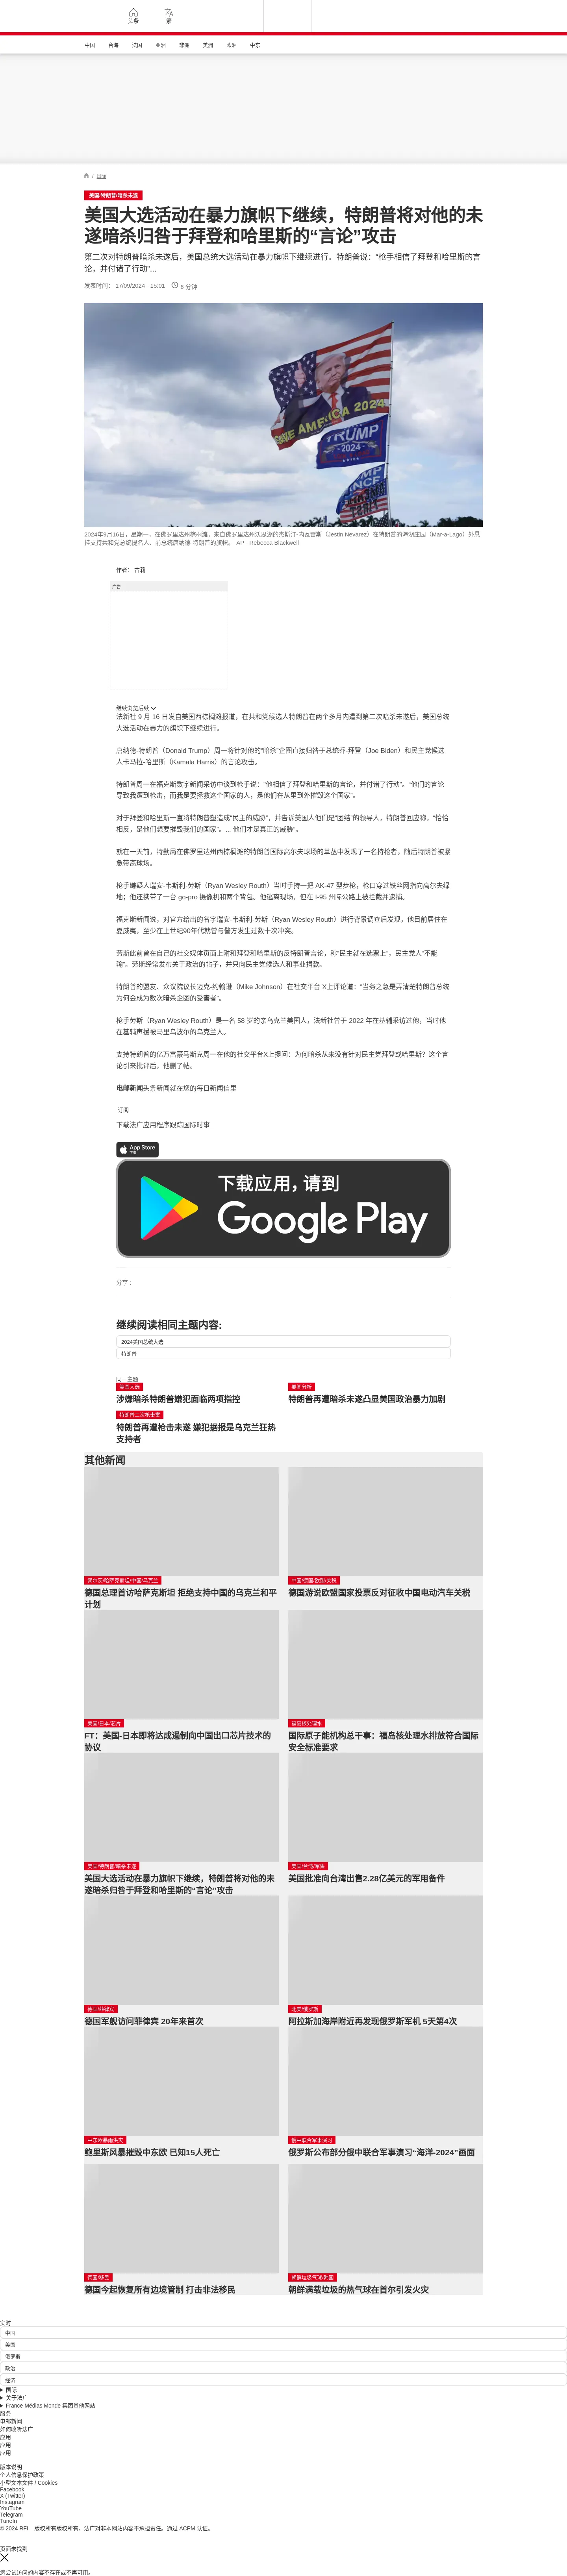 头条
繁
中国
台海
法国
亚洲
非洲
美洲
欧洲
中东
/ 国际
美国/特朗普/暗杀未遂
美国大选活动在暴力旗帜下继续，特朗普将对他的未
遂暗杀归咎于拜登和哈里斯的“言论”攻击
第二次对特朗普暗杀未遂后，美国总统大选活动在暴力旗帜下继续进行。特朗普说：“枪手相信了拜登和哈里斯的言
论，并付诸了行动”...
发表时间： 17/09/2024 - 15:01
6 分钟
MAKE AMERICA GREAT AGAIN 2024
TRUMP
2024
2024年9月16日，星期一，在佛罗里达州棕榈滩，来自佛罗里达州沃恩湖的杰斯汀-内瓦雷斯（Jestin Nevarez）在特朗普的海湖庄园（Mar-a-Lago）外悬
挂支持共和党总统提名人、前总统唐纳德·特朗普的旗帜。 AP - Rebecca Blackwell
作者： 古莉
广告
继续浏览后续
法新社 9 月 16 日发自美国西棕榈滩报道，在共和党候选人特朗普在两个多月内遭到第二次暗杀未遂后，美国总统
大选活动在暴力的旗帜下继续进行。
唐纳德-特朗普（Donald Trump）周一将针对他的“暗杀”企图直接归咎于总统乔-拜登（Joe Biden）和民主党候选
人卡马拉-哈里斯（Kamala Harris）的言论攻击。
特朗普周一在福克斯数字新闻采访中谈到枪手说：“他相信了拜登和哈里斯的言论，并付诸了行动”。“他们的言论
导致我遭到枪击，而我是要拯救这个国家的人，是他们在从里到外摧毁这个国家”。
对于拜登和哈里斯一直将特朗普塑造成“民主的威胁”，并告诉美国人他们是“团结”的领导人，特朗普回应称，“恰恰
相反，是他们想要摧毁我们的国家”。... 他们才是真正的威胁”。
就在一天前，特勤局在佛罗里达州西棕榈滩的特朗普国际高尔夫球场的草丛中发现了一名持枪者，随后特朗普被紧
急带离球场。
枪手嫌疑人瑞安-韦斯利-劳斯（Ryan Wesley Routh）当时手持一把 AK-47 型步枪，枪口穿过铁丝网指向高尔夫绿
地；他还携带了一台 go-pro 摄像机和两个背包。他逃离现场，但在 I-95 州际公路上被拦截并逮捕。
福克斯新闻说，对官方给出的名字瑞安-韦斯利-劳斯（Ryan Wesley Routh）进行背景调查后发现，他目前居住在
夏威夷，至少在上世纪90年代就曾与警方发生过数十次冲突。
劳斯此前曾在自己的社交媒体页面上附和拜登和哈里斯的反特朗普言论，称“民主就在选票上”，民主党人“不能
输”。劳斯经常发布关于政治的帖子，并只向民主党候选人和事业捐款。
特朗普的盟友、众议院议长迈克-约翰逊（Mike Johnson）在社交平台 X上评论道：“当务之急是弄清楚特朗普总统
为何会成为数次暗杀企图的受害者”。
枪手劳斯（Ryan Wesley Routh）是一名 58 岁的亲乌克兰美国人，法新社曾于 2022 年在基辅采访过他，当时他
在基辅声援被马里乌波尔的乌克兰人。
支持特朗普的亿万富豪马斯克周一在他的社交平台X上提问：为何暗杀从来没有针对民主党拜登或哈里斯？这个言
论引来批评后，他删了帖。
电邮新闻头条新闻就在您的每日新闻信里
订阅
下载法广应用程序跟踪国际时事
App Store
下载
下载应用，请到
Google Play
分享 :
继续阅读相同主题内容:
2024美国总统大选
特朗普
同一主题
美国大选
涉嫌暗杀特朗普嫌犯面临两项指控
要闻分析
特朗普再遭暗杀未遂凸显美国政治暴力加剧
特朗普二次枪击案
特朗普再遭枪击未遂 嫌犯据报是乌克兰狂热
支持者
其他新闻
朔尔茨/哈萨克斯坦/中国/乌克兰
德国总理首访哈萨克斯坦 拒绝支持中国的乌克兰和平
计划
中国/德国/欧盟/关税
德国游说欧盟国家投票反对征收中国电动汽车关税
美国/日本/芯片
FT：美国-日本即将达成遏制向中国出口芯片技术的
协议
福岛核处理水
国际原子能机构总干事：福岛核处理水排放符合国际
安全标准要求
美国/特朗普/暗杀未遂
美国大选活动在暴力旗帜下继续，特朗普将对他的未
遂暗杀归咎于拜登和哈里斯的“言论”攻击
美国/台湾/军售
美国批准向台湾出售2.28亿美元的军用备件
德国/菲律宾
德国军舰访问菲律宾 20年来首次
北美/俄罗斯
阿拉斯加海岸附近再发现俄罗斯军机 5天第4次
中东欧暴雨洪灾
鲍里斯风暴摧毁中东欧 已知15人死亡
俄中联合军事演习
俄罗斯公布部分俄中联合军事演习“海洋-2024”画面
德国/移民
德国今起恢复所有边境管制 打击非法移民
朝鲜垃圾气球/韩国
朝鲜满载垃圾的热气球在首尔引发火灾
实时
中国
美国
俄罗斯
政治
经济
国际
关于法广
France Médias Monde 集团其他网站
服务
电邮新闻
如何收听法广
应用
应用
应用
版本说明
个人信息保护政策
小型文本文件 / Cookies
Facebook
X (Twitter)
Instagram
YouTube
Telegram
TuneIn
© 2024 RFI – 版权所有版权所有。法广对非本网站内容不承担责任。通过 ACPM 认证。
页面未找到
您尝试访问的内容不存在或不再可用。